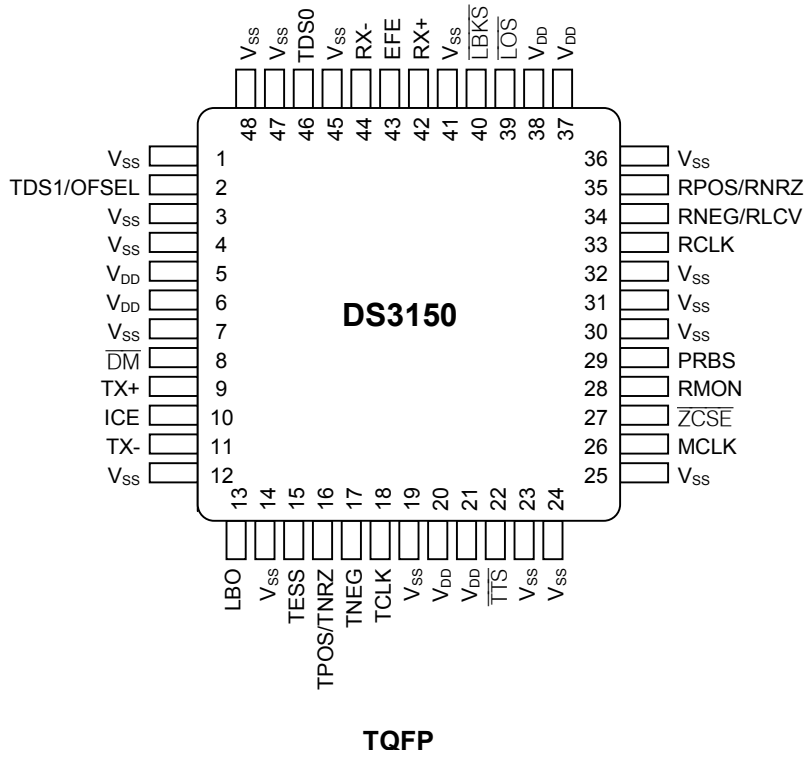 VSS VSS TDS0 VSS RX- EFE RX+ VSS LBKS LOS VDD VDD
48 47 46 45 44 43 42 41 40 39 38 37
VSS 1
TDS1/OFSEL 2
VSS 3
VSS 4
VDD 5
VDD 6
VSS 7
DM 8
TX+ 9
ICE 10
TX- 11
VSS 12
DS3150
36 VSS
35 RPOS/RNRZ
34 RNEG/RLCV
33 RCLK
32 VSS
31 VSS
30 VSS
29 PRBS
28 RMON
27 ZCSE
26 MCLK
25 VSS
13 14 15 16 17 18 19 20 21 22 23 24
LBO VSS TESS TPOS/TNRZ TNEG TCLK VSS VDD VDD TTS VSS VSS
TQFP